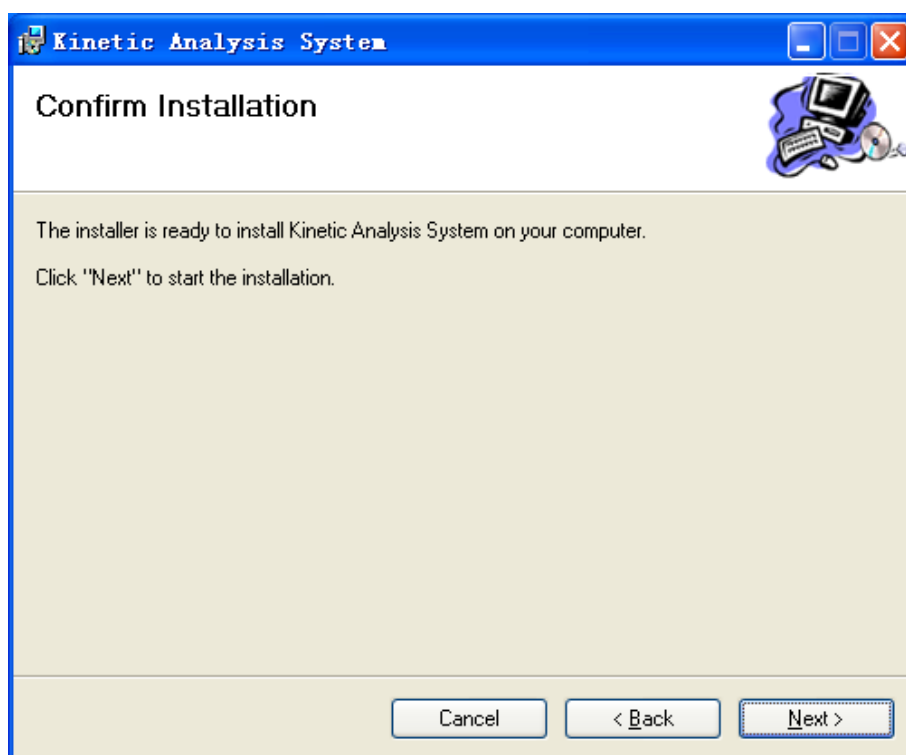 Kinetic Analysis System
Confirm Installation
The installer is ready to install Kinetic Analysis System on your computer.
Click "Next" to start the installation.
Cancel
< Back
Next >